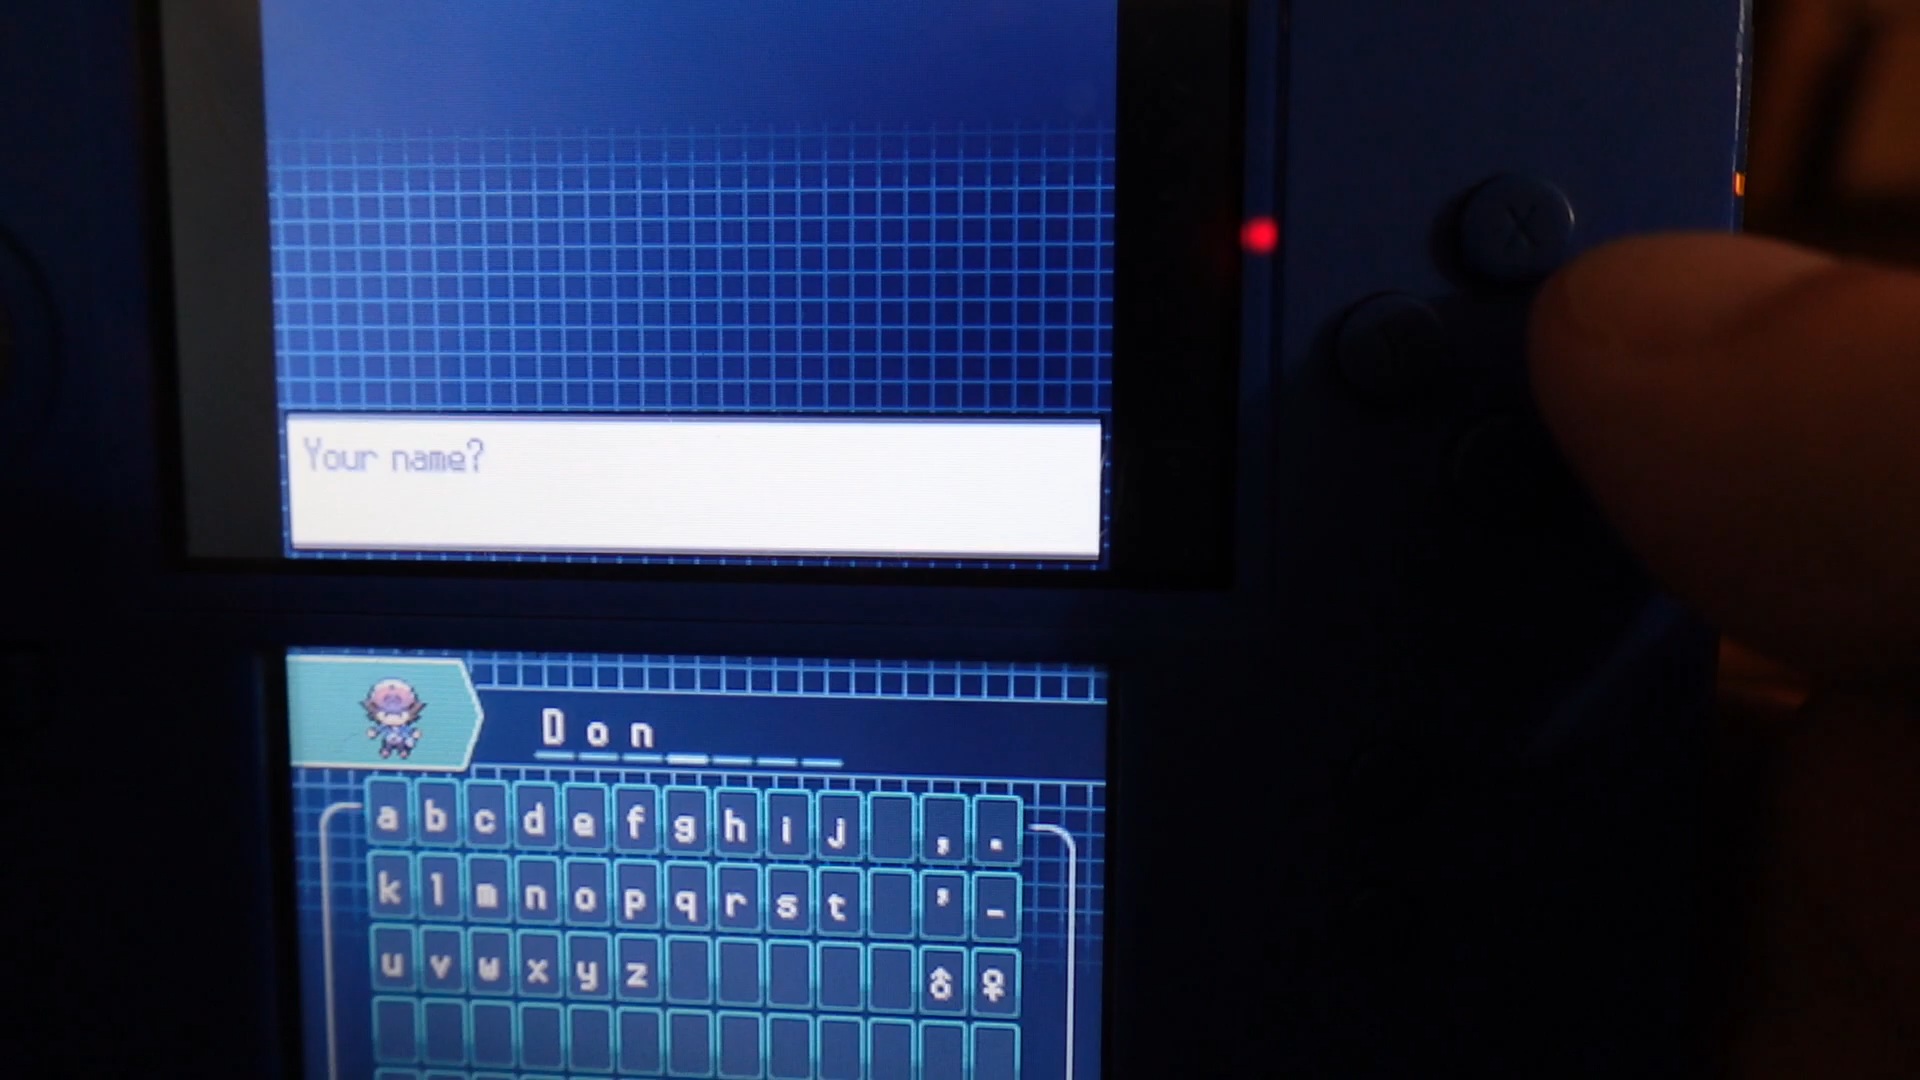 X
Your name?
Don
a b c d e f g h i j , .
k l m n o p q r s t ' -
u v w x y z ♂ ♀